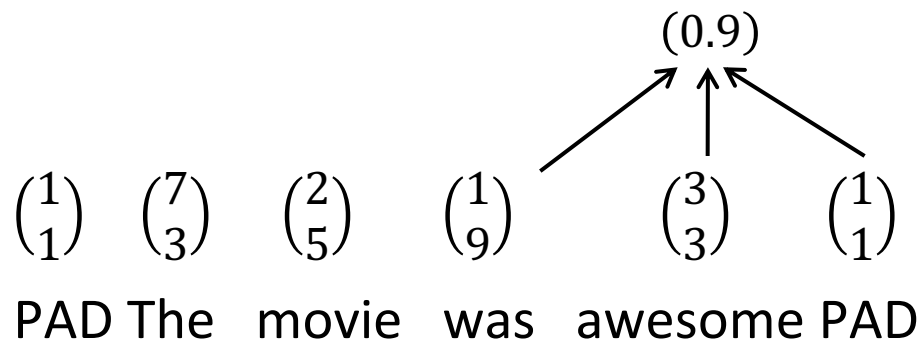 (0.9)
(1 1) (7 3) (2 5) (1 9) (3 3) (1 1)
PAD The movie was awesome PAD